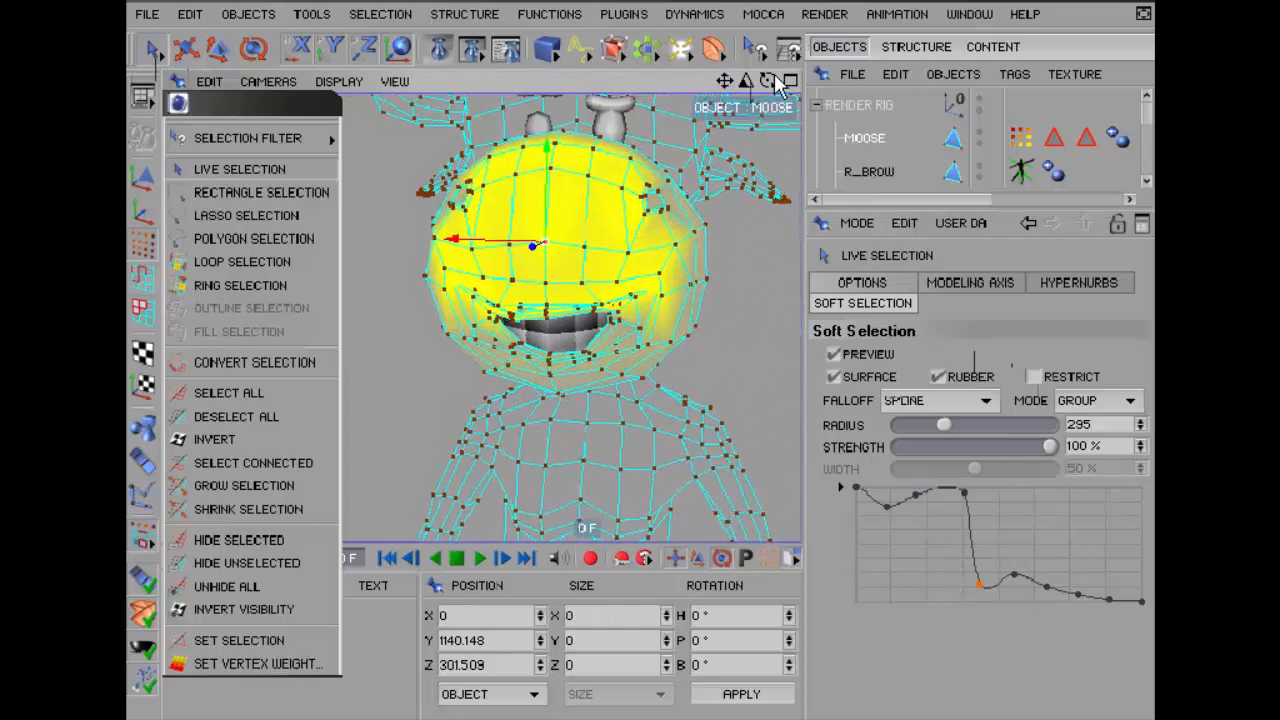 FILE EDIT OBJECTS TOOLS SELECTION STRUCTURE FUNCTIONS PLUGINS DYNAMICS MOCCA RENDER ANIMATION WINDOW HELP
OBJECTS STRUCTURE CONTENT
EDIT CAMERAS DISPLAY VIEW
FILE EDIT OBJECTS TAGS TEXTURE
OBJECT : MOOSE
RENDER RIG
MOOSE
R_BROW
SELECTION FILTER
LIVE SELECTION
RECTANGLE SELECTION
LASSO SELECTION
POLYGON SELECTION
LOOP SELECTION
RING SELECTION
OUTLINE SELECTION
FILL SELECTION
CONVERT SELECTION
SELECT ALL
DESELECT ALL
INVERT
SELECT CONNECTED
GROW SELECTION
SHRINK SELECTION
HIDE SELECTED
HIDE UNSELECTED
UNHIDE ALL
INVERT VISIBILITY
SET SELECTION
SET VERTEX WEIGHT...
MODE EDIT USER DA
LIVE SELECTION
OPTIONS MODELING AXIS HYPERNURBS
SOFT SELECTION
Soft Selection
PREVIEW
SURFACE RUBBER RESTRICT
FALLOFF SPLINE MODE GROUP
RADIUS 295
STRENGTH 100 %
WIDTH 50 %
0 F
0 F
P
TEXT
POSITION SIZE ROTATION
X 0 X 0 H 0 °
Y 1140.148 Y 0 P 0 °
Z 301.509 Z 0 B 0 °
OBJECT SIZE APPLY